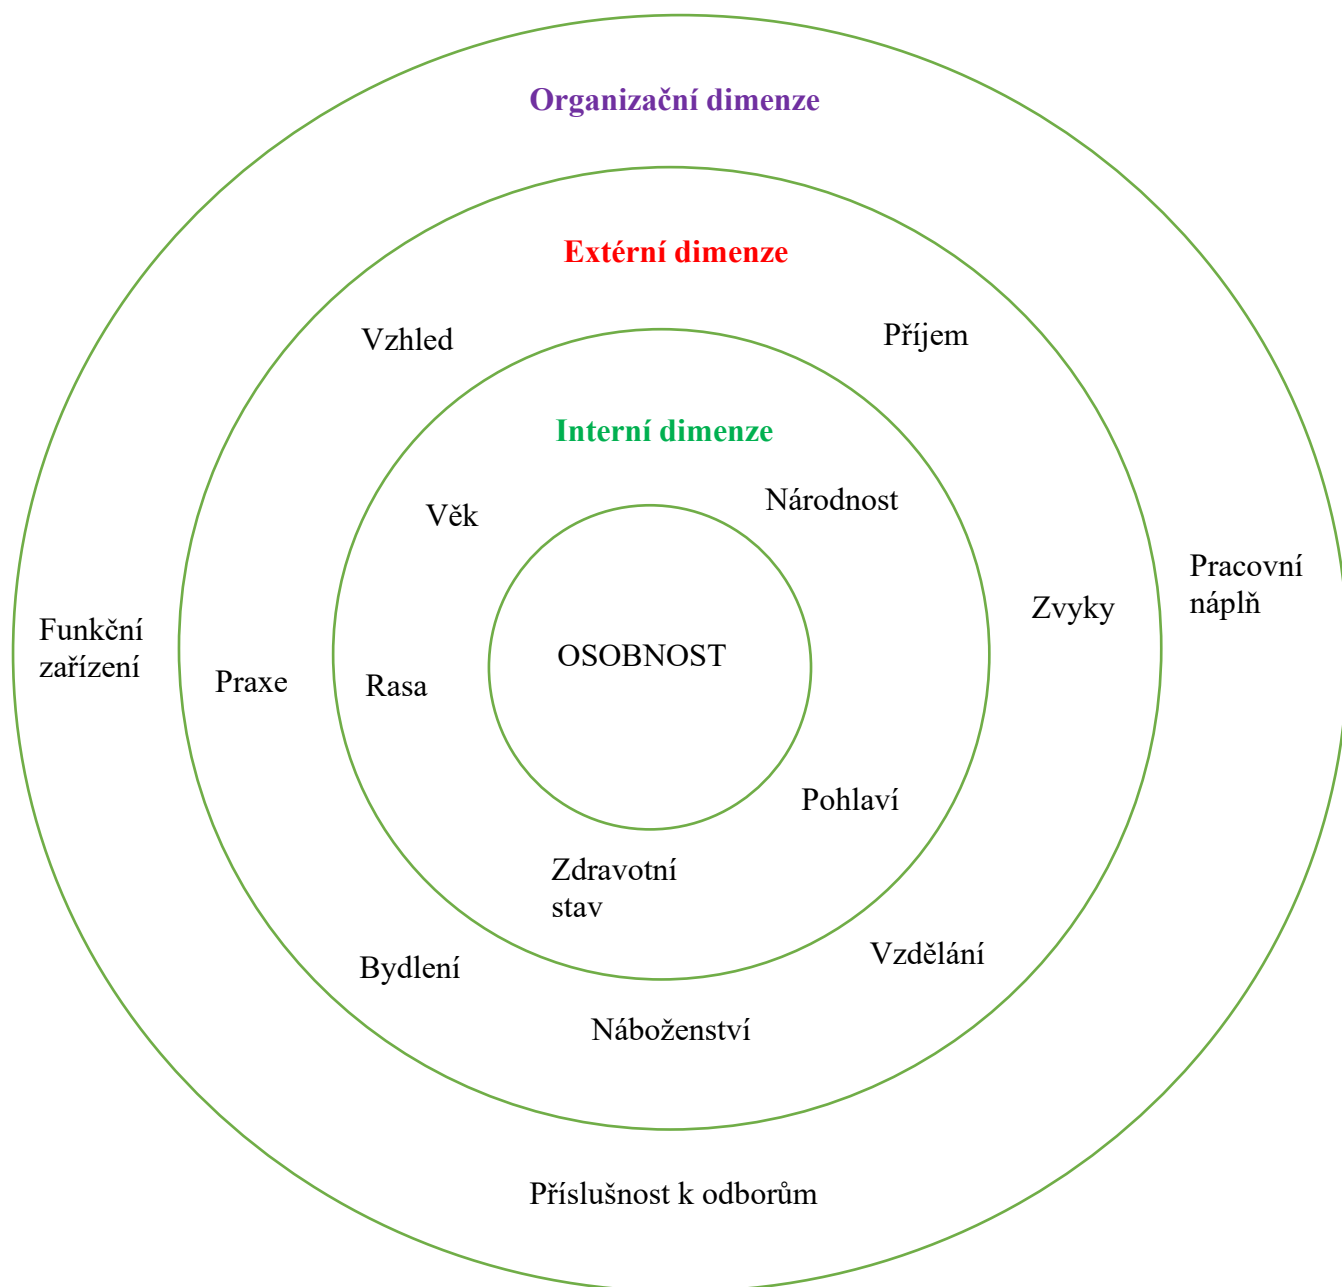 Organizační dimenze
Extérní dimenze
Vzhled
Příjem
Interní dimenze
Věk
Národnost
Pracovní
náplň
Zvyky
Funkční
zařízení
Praxe
Rasa
OSOBNOST
Pohlaví
Zdravotní
stav
Vzdělání
Bydlení
Náboženství
Příslušnost k odborům